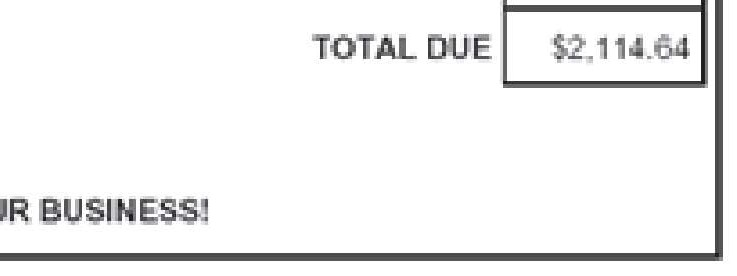 TOTAL DUE $2,114.64
UR BUSINESS!